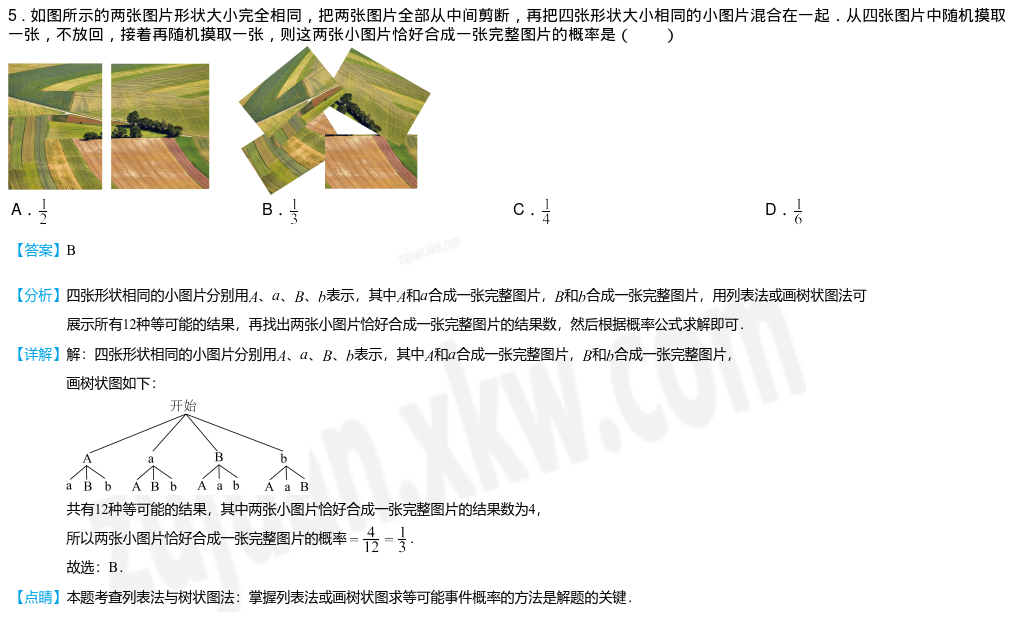 5．如图所示的两张图片形状大小完全相同，把两张图片全部从中间剪断，再把四张形状大小相同的小图片混合在一起．从四张图片中随机摸取
一张，不放回，接着再随机摸取一张，则这两张小图片恰好合成一张完整图片的概率是（　　）
A．1/2　B．1/3　C．1/4　D．1/6
【答案】B
zujuan.xkw.com
【分析】四张形状相同的小图片分别用A、a、B、b表示，其中A和a合成一张完整图片，B和b合成一张完整图片，用列表法或画树状图法可
展示所有12种等可能的结果，再找出两张小图片恰好合成一张完整图片的结果数，然后根据概率公式求解即可．
【详解】解：四张形状相同的小图片分别用A、a、B、b表示，其中A和a合成一张完整图片，B和b合成一张完整图片，
画树状图如下：
开始
A a B b
a B b A B b A a b A a B
共有12种等可能的结果，其中两张小图片恰好合成一张完整图片的结果数为4，
所以两张小图片恰好合成一张完整图片的概率＝4/12＝1/3．
故选：B．
【点睛】本题考查列表法与树状图法：掌握列表法或画树状图求等可能事件概率的方法是解题的关键．
zujuan.xkw.com